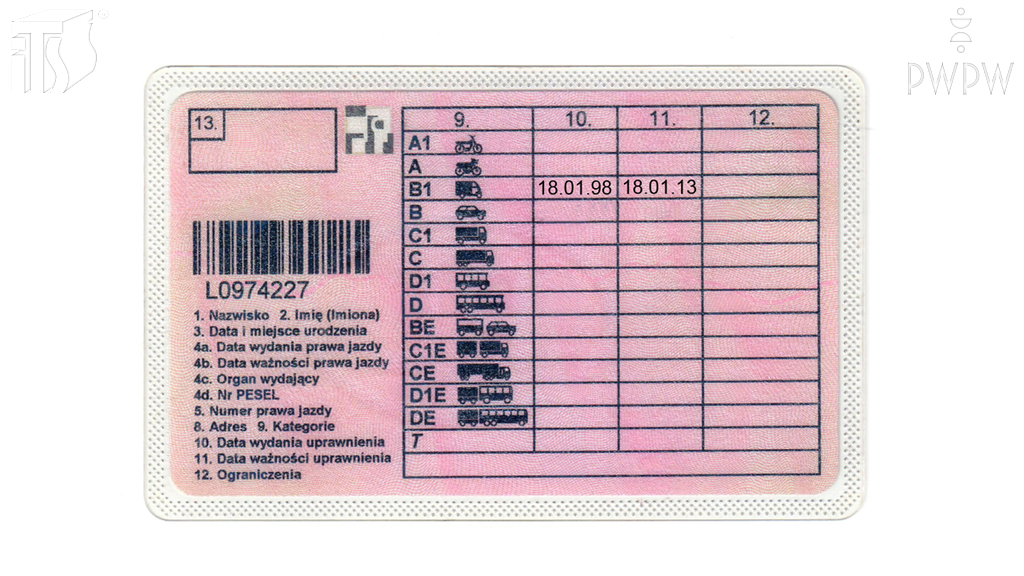 ITS
PWPW
13.
L0974227
1. Nazwisko 2. Imię (Imiona)
3. Data i miejsce urodzenia
4a. Data wydania prawa jazdy
4b. Data ważności prawa jazdy
4c. Organ wydający
4d. Nr PESEL
5. Numer prawa jazdy
8. Adres 9. Kategorie
10. Data wydania uprawnienia
11. Data ważności uprawnienia
12. Ograniczenia
9. 10. 11. 12.
A1
A
B1 18.01.98 18.01.13
B
C1
C
D1
D
BE
C1E
CE
D1E
DE
T